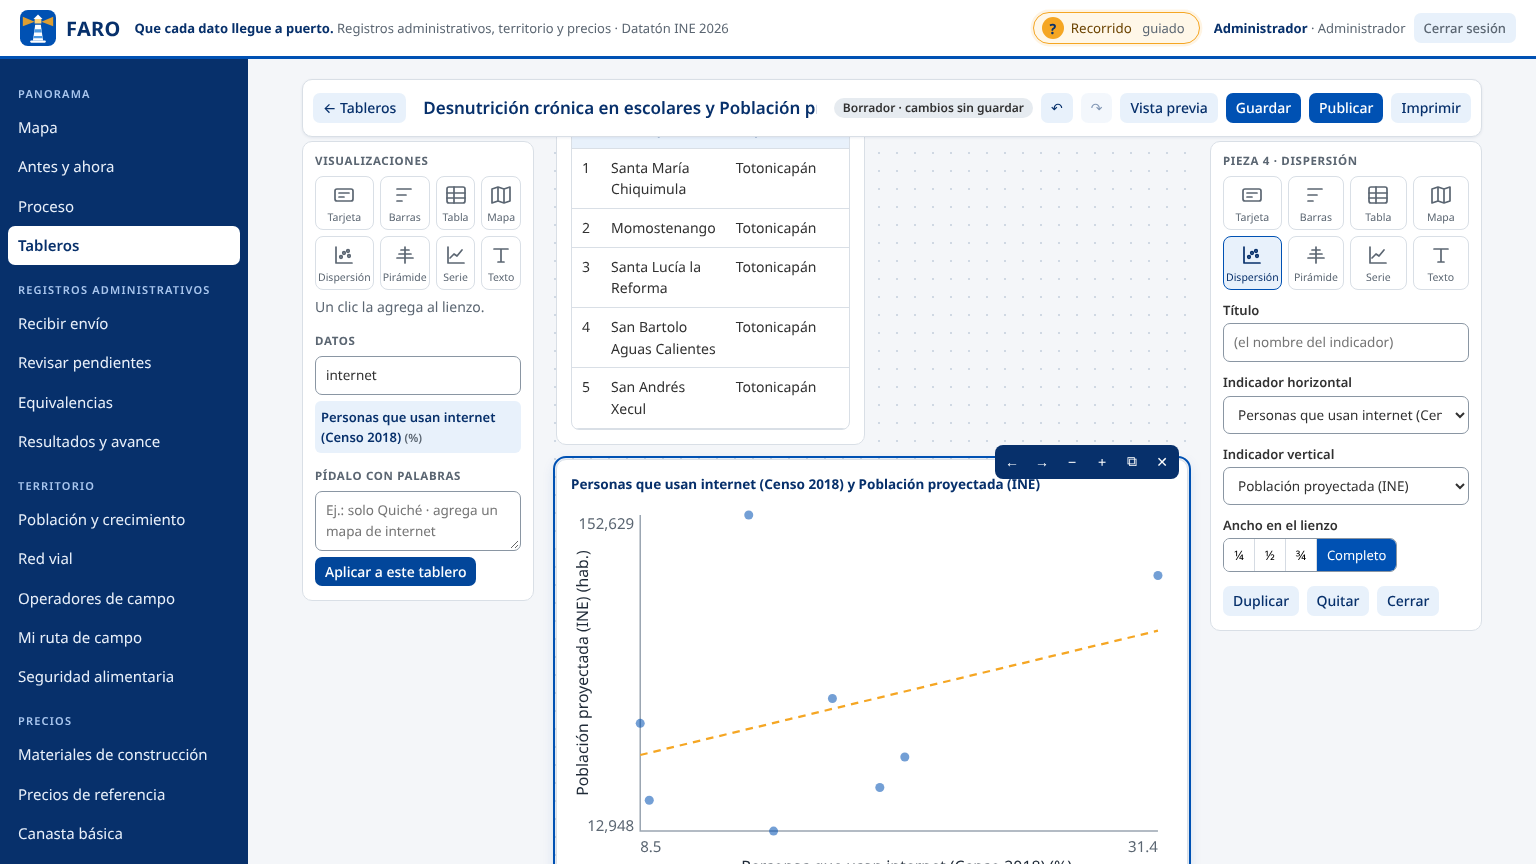 FARO
Que cada dato llegue a puerto. Registros administrativos, territorio y precios · Datatón INE 2026
? Recorrido guiado
Administrador · Administrador
Cerrar sesión
PANORAMA
Mapa
Antes y ahora
Proceso
Tableros
REGISTROS ADMINISTRATIVOS
Recibir envío
Revisar pendientes
Equivalencias
Resultados y avance
TERRITORIO
Población y crecimiento
Red vial
Operadores de campo
Mi ruta de campo
Seguridad alimentaria
PRECIOS
Materiales de construcción
Precios de referencia
Canasta básica
← Tableros
Desnutrición crónica en escolares y Población p
Borrador · cambios sin guardar
↶
↷
Vista previa
Guardar
Publicar
Imprimir
VISUALIZACIONES
Tarjeta Barras Tabla Mapa
Dispersión Pirámide Serie Texto
Un clic la agrega al lienzo.
DATOS
internet
Personas que usan internet
(Censo 2018) (%)
PÍDALO CON PALABRAS
Ej.: solo Quiché · agrega un
mapa de internet
Aplicar a este tablero
1 Santa María Totonicapán
Chiquimula
2 Momostenango Totonicapán
3 Santa Lucía la Totonicapán
Reforma
4 San Bartolo Totonicapán
Aguas Calientes
5 San Andrés Totonicapán
Xecul
← → − + ⧉ ✕
Personas que usan internet (Censo 2018) y Población proyectada (INE)
152,629
Población proyectada (INE) (hab.)
12,948
8.5 31.4
Personas que usan internet (Censo 2018) (%)
PIEZA 4 · DISPERSIÓN
Tarjeta Barras Tabla Mapa
Dispersión Pirámide Serie Texto
Título
(el nombre del indicador)
Indicador horizontal
Personas que usan internet (Cer
Indicador vertical
Población proyectada (INE)
Ancho en el lienzo
¼ ½ ¾ Completo
Duplicar Quitar Cerrar